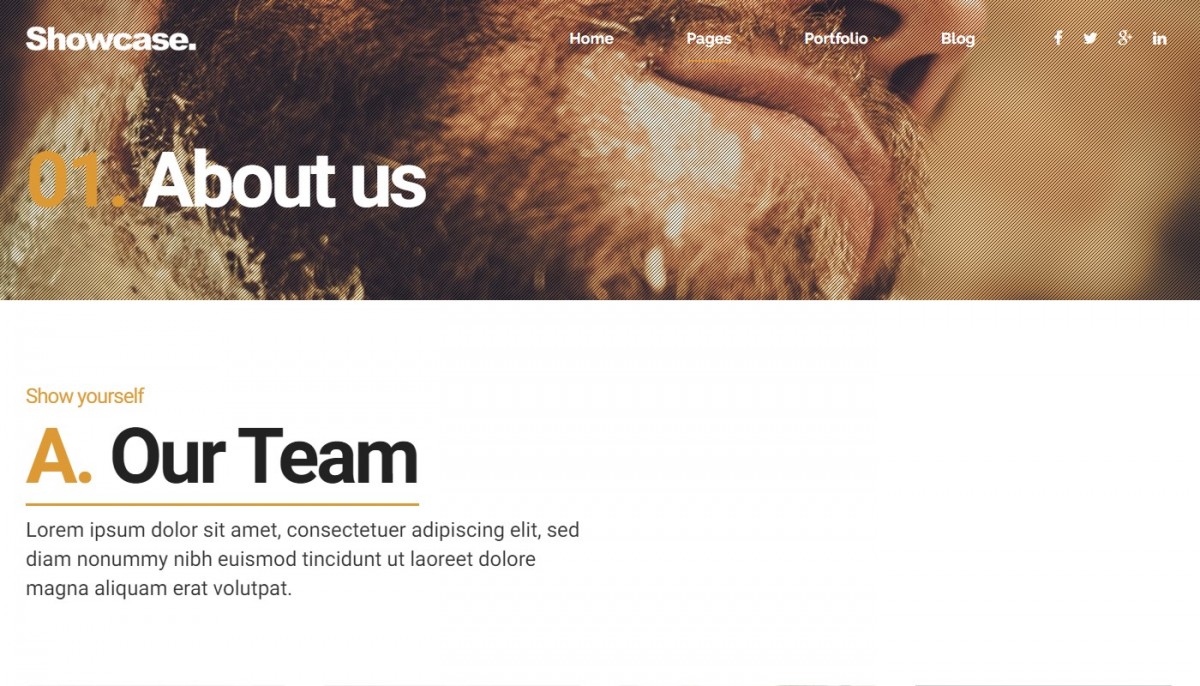 Showcase.
Home Pages Portfolio Blog
01. About us
Show yourself
A. Our Team
Lorem ipsum dolor sit amet, consectetuer adipiscing elit, sed
diam nonummy nibh euismod tincidunt ut laoreet dolore
magna aliquam erat volutpat.